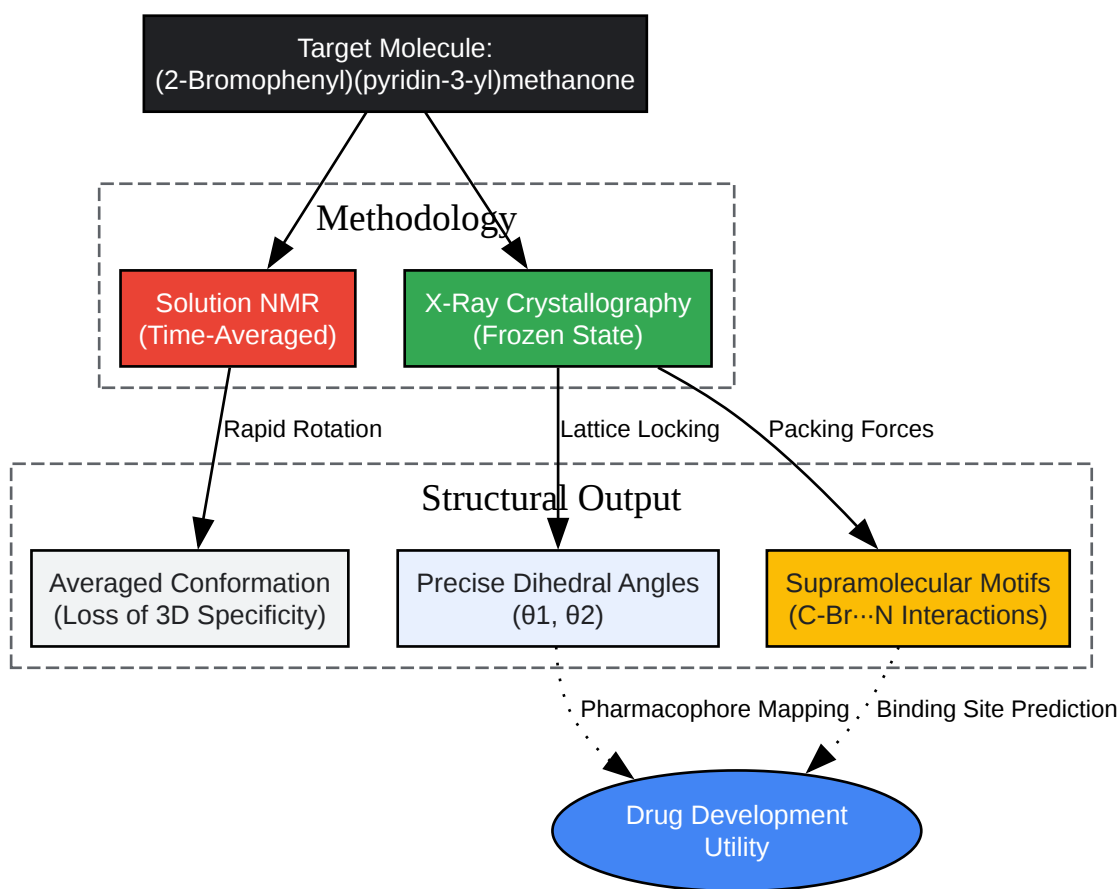 Target Molecule:
(2-Bromophenyl)(pyridin-3-yl)methanone
Methodology
Solution NMR
(Time-Averaged)
X-Ray Crystallography
(Frozen State)
Rapid Rotation
Lattice Locking
Packing Forces
Structural Output
Averaged Conformation
(Loss of 3D Specificity)
Precise Dihedral Angles
(θ1, θ2)
Supramolecular Motifs
(C-Br···N Interactions)
Pharmacophore Mapping
Binding Site Prediction
Drug Development
Utility